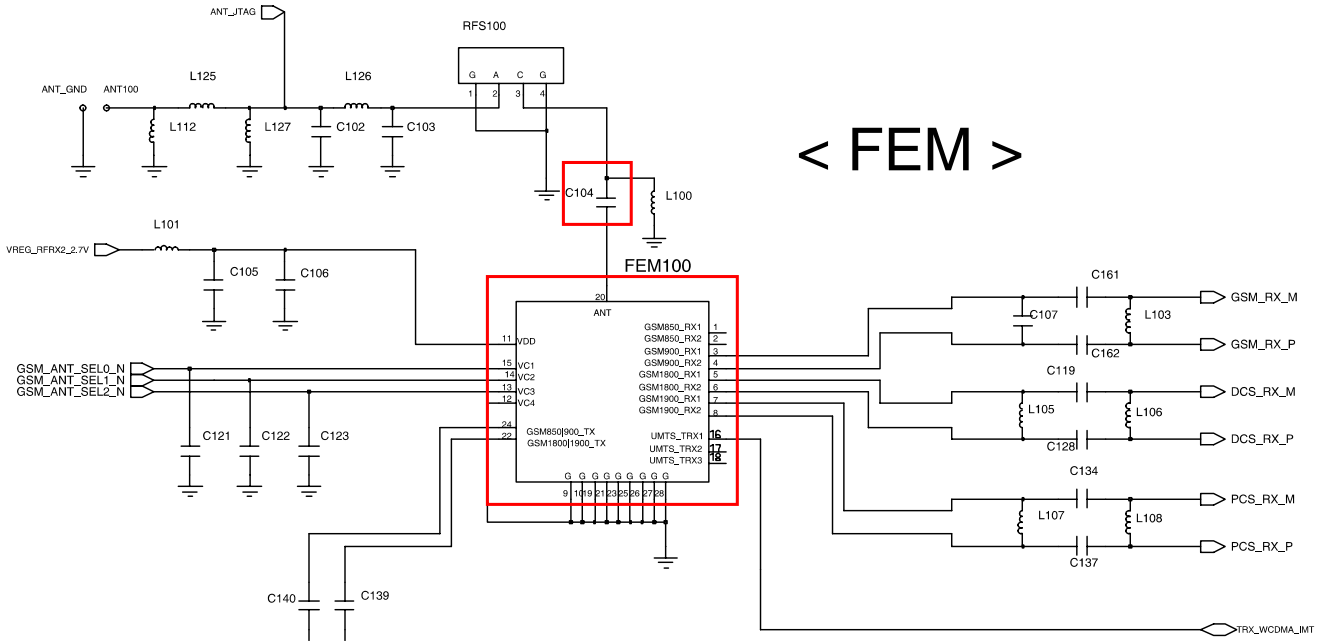 ANT_JTAG
RFS100
G A C G
1 2 3 4
L125
L126
ANT_GND
ANT100
L112
L127
C102
C103
< FEM >
C104
L100
L101
VREG_RFRX2_2.7V
C105
C106
FEM100
20
ANT
11 VDD
15 VC1
14 VC2
13 VC3
12 VC4
24 GSM850|900_TX
22 GSM1800|1900_TX
GSM850_RX1 1
GSM850_RX2 2
GSM900_RX1 3
GSM900_RX2 4
GSM1800_RX1 5
GSM1800_RX2 6
GSM1900_RX1 7
GSM1900_RX2 8
UMTS_TRX1 16
UMTS_TRX2 17
UMTS_TRX3 18
G G G G G G G G G
9 10 19 21 23 25 26 27 28
GSM_ANT_SEL0_N
GSM_ANT_SEL1_N
GSM_ANT_SEL2_N
C121
C122
C123
C140
C139
C161
GSM_RX_M
C107
L103
C162
GSM_RX_P
C119
DCS_RX_M
L105
L106
C128
DCS_RX_P
C134
PCS_RX_M
L107
L108
C137
PCS_RX_P
TRX_WCDMA_IMT